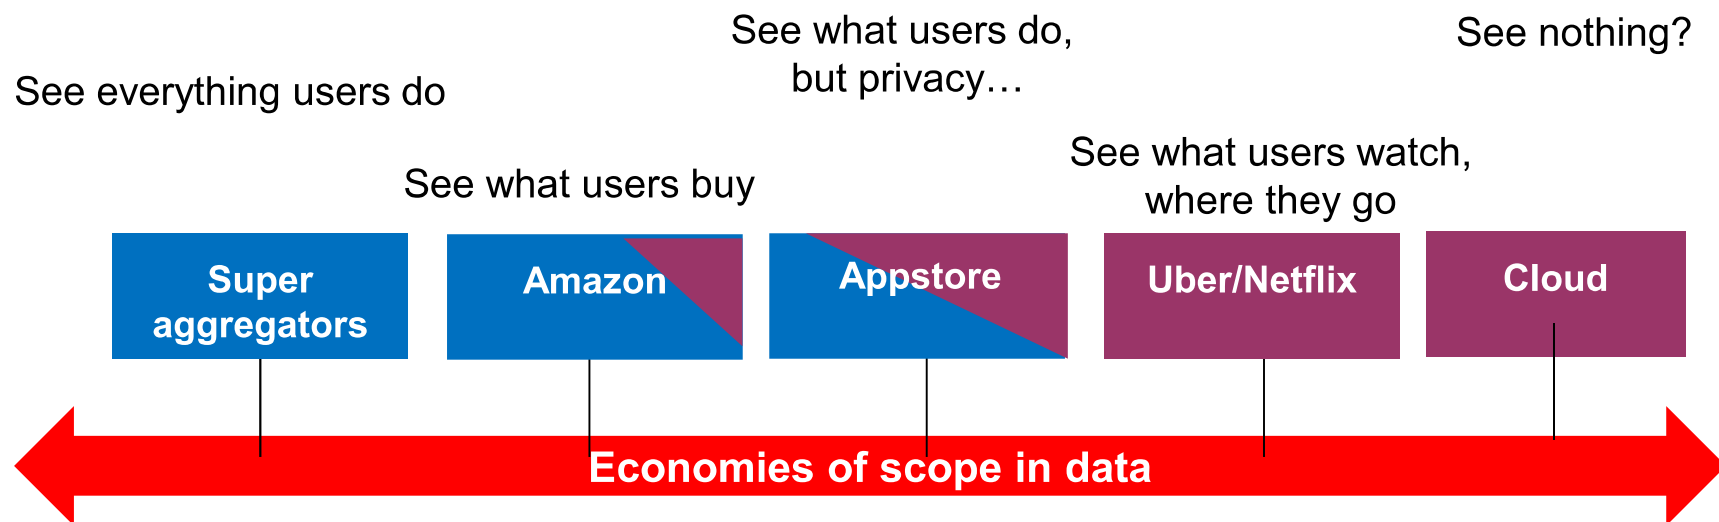 See everything users do
See what users buy
See what users do,
but privacy…
See what users watch,
where they go
See nothing?
Super
aggregators
Amazon
Appstore
Uber/Netflix
Cloud
Economies of scope in data